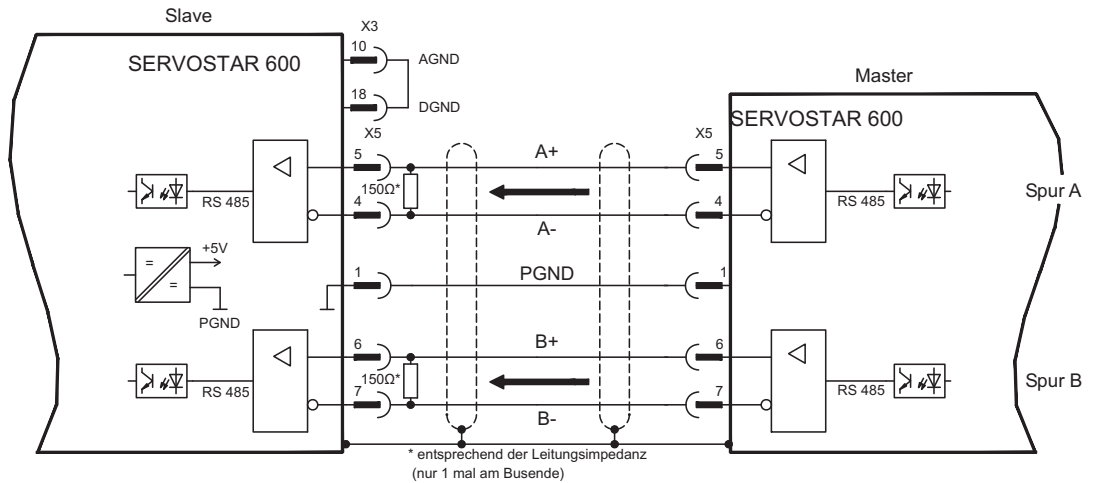 Slave
X3
SERVOSTAR 600
10
AGND
18
DGND
Master
SERVOSTAR 600
X5
X5
5
A+
5
150Ω*
RS 485
RS 485
Spur A
4
A-
4
+5V
=
=
PGND
1
PGND
1
6
B+
6
150Ω*
RS 485
RS 485
Spur B
7
B-
7
* entsprechend der Leitungsimpedanz
(nur 1 mal am Busende)